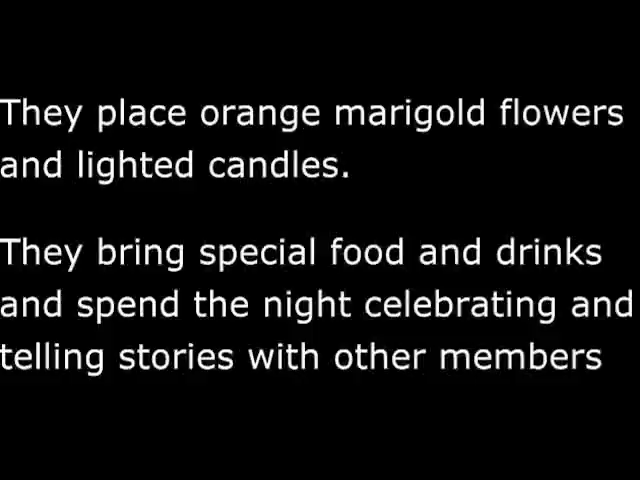 They place orange marigold flowers
and lighted candles.
They bring special food and drinks
and spend the night celebrating and
telling stories with other members